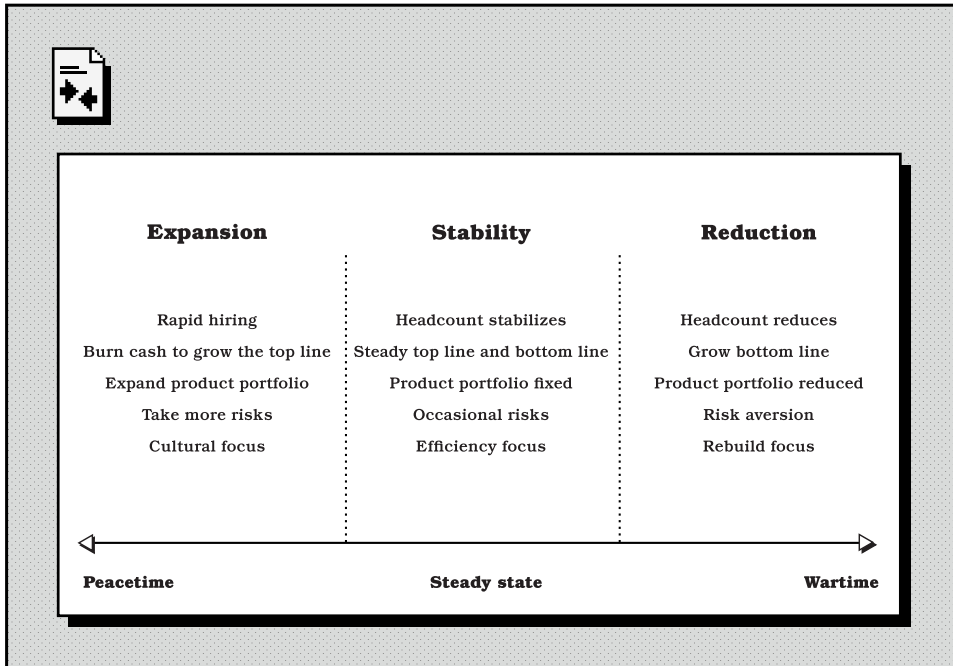 Expansion
Rapid hiring
Burn cash to grow the top line
Expand product portfolio
Take more risks
Cultural focus
Stability
Headcount stabilizes
Steady top line and bottom line
Product portfolio fixed
Occasional risks
Efficiency focus
Reduction
Headcount reduces
Grow bottom line
Product portfolio reduced
Risk aversion
Rebuild focus
Peacetime
Steady state
Wartime